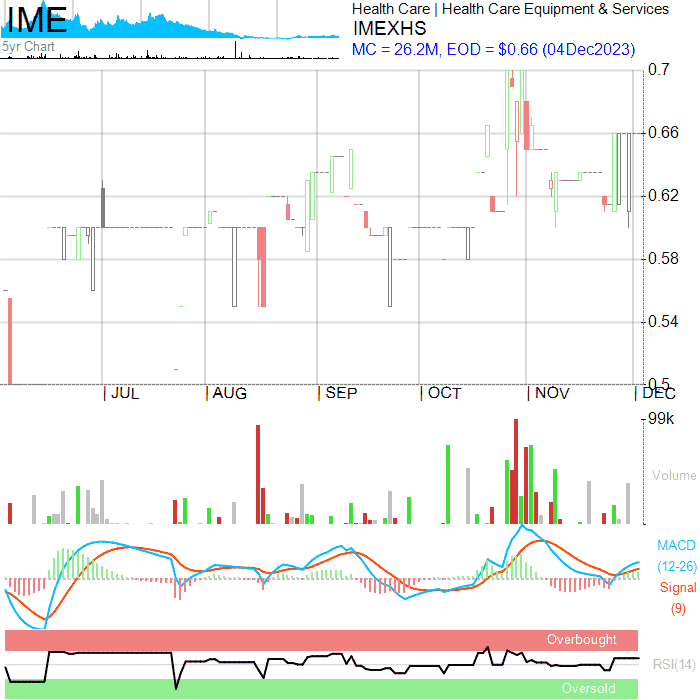 IME
5yr Chart
Health Care | Health Care Equipment & Services
IMEXHS
MC = 26.2M, EOD = $0.66 (04Dec2023)
0.7
0.66
0.62
0.58
0.54
0.5
| JUL | AUG | SEP | OCT | NOV | DEC
99k
Volume
MACD
(12-26)
Signal
(9)
Overbought
RSI(14)
Oversold